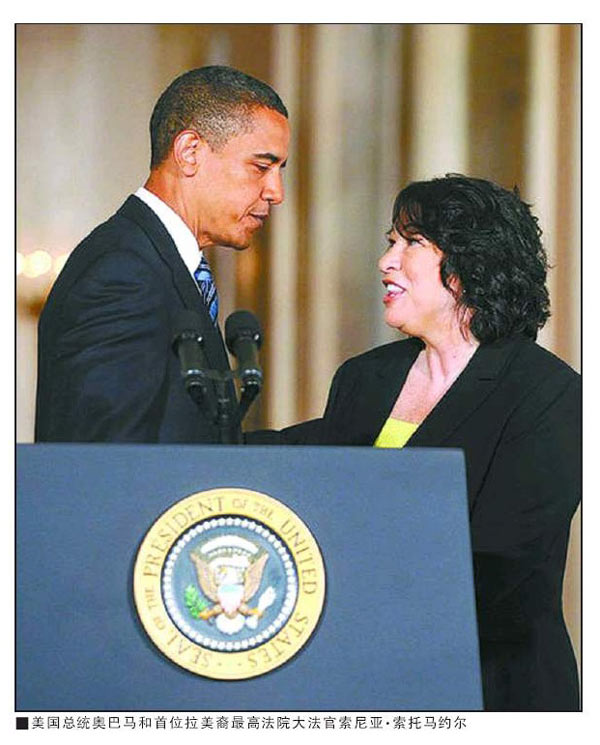 SEAL OF THE PRESIDENT OF THE UNITED STATES
■美国总统奥巴马和首位拉美裔最高法院大法官索尼亚·索托马约尔